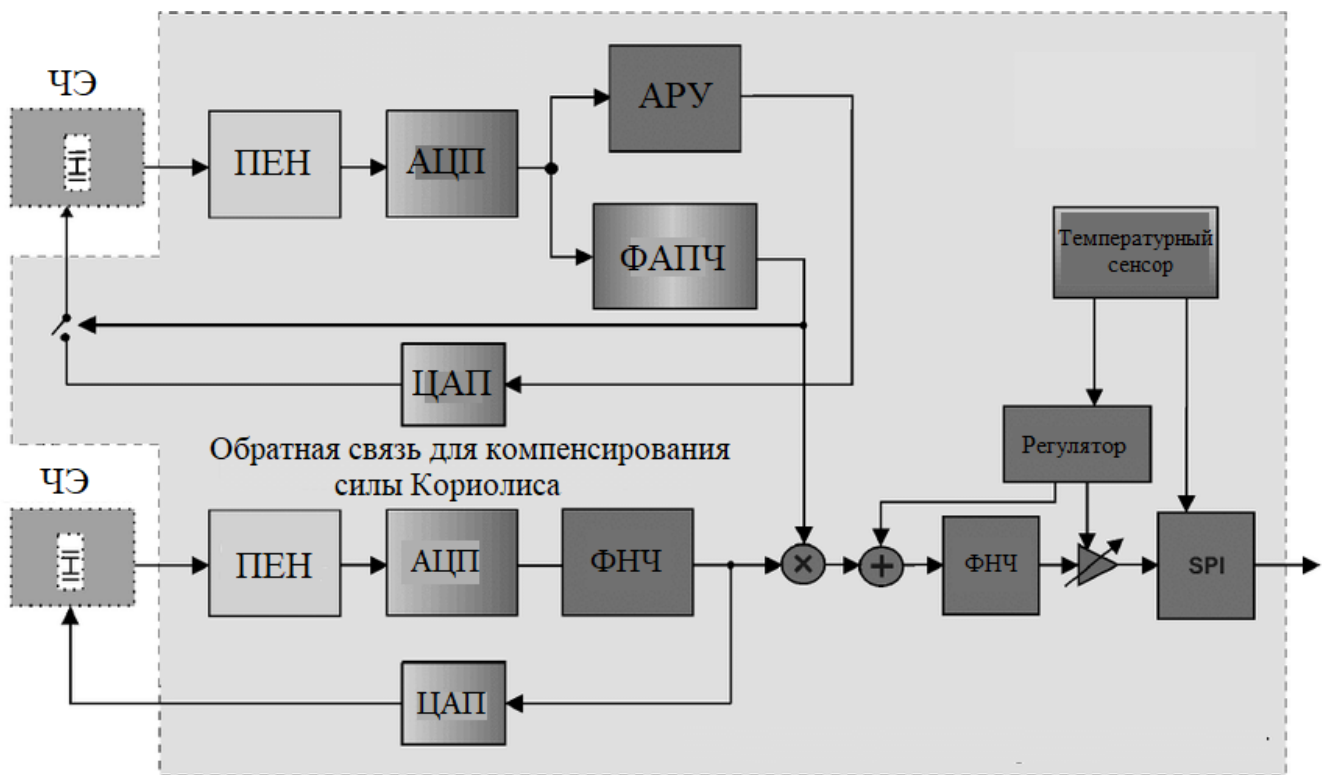 ЧЭ
ПЕН
АЦП
АРУ
ФАПЧ
Температурный
сенсор
ЦАП
Регулятор
Обратная связь для компенсирования
силы Кориолиса
ЧЭ
ПЕН
АЦП
ФНЧ
×
+
ФНЧ
SPI
ЦАП